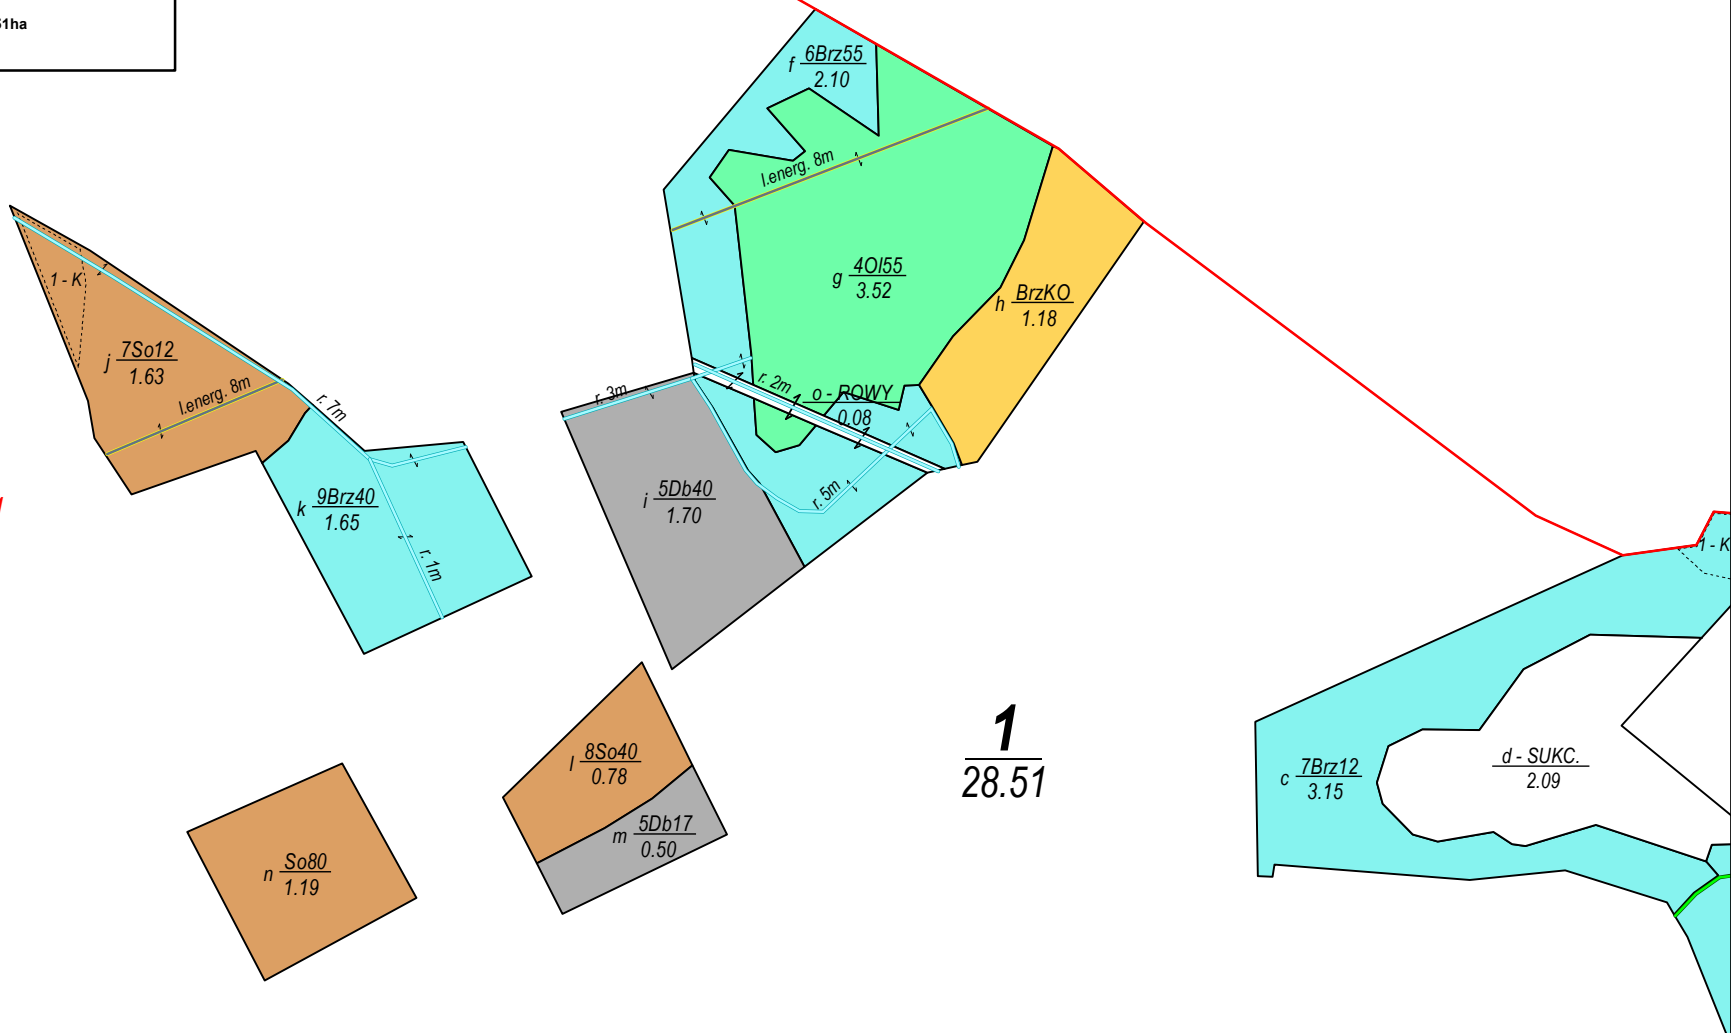 f 6Brz55
2.10
l.energ. 8m
1 - K
g 4Ol55
3.52
h BrzKO
1.18
j 7So12
1.63
l.energ. 8m
r. 7m
r. 3m
r. 2m
o - ROWY
0.08
k 9Brz40
1.65
r. 1m
i 5Db40
1.70
r. 5m
1 - K
l 8So40
0.78
1
28.51
c 7Brz12
3.15
d - SUKC.
2.09
m 5Db17
0.50
n So80
1.19